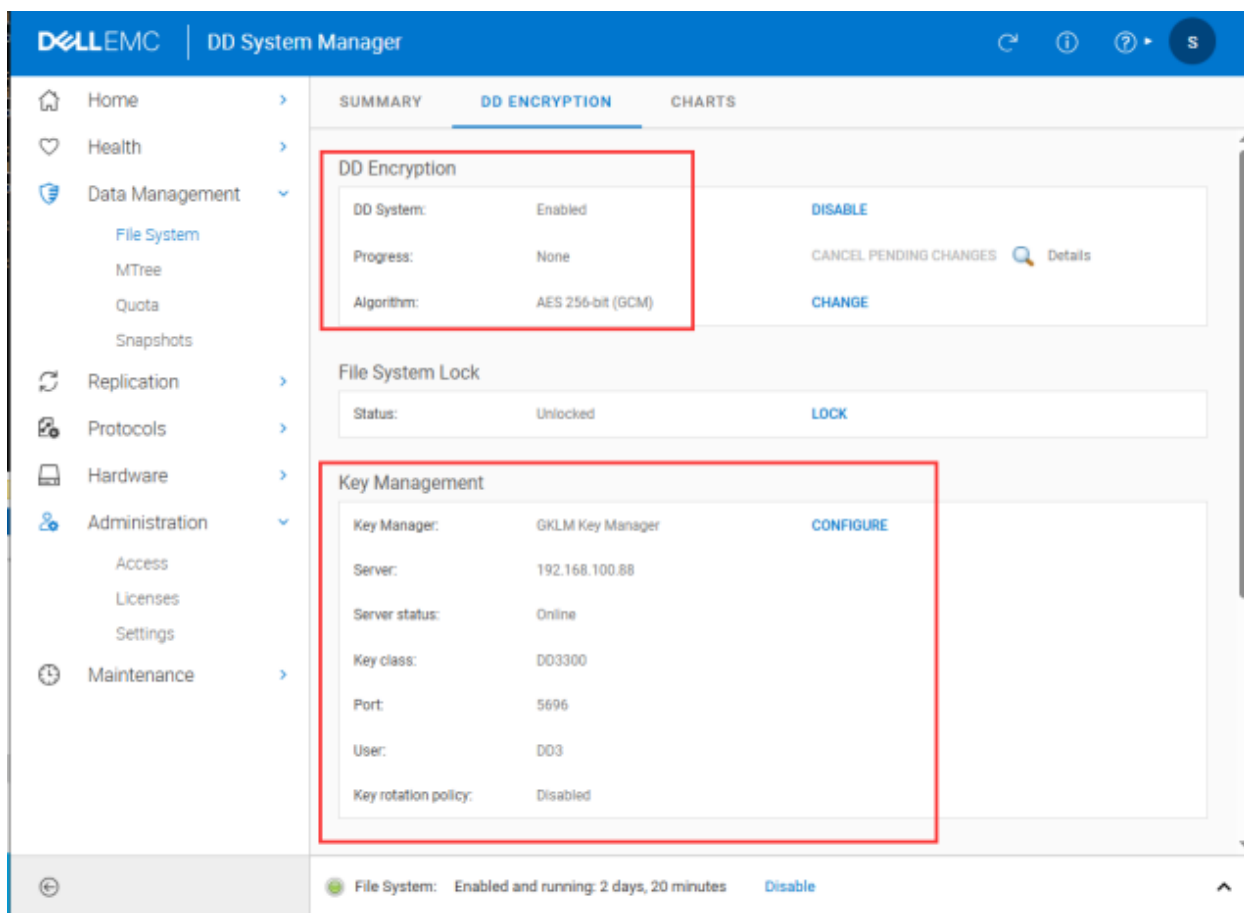 DELLEMC | DD System Manager
S
Home
Health
Data Management
File System
MTree
Quota
Snapshots
Replication
Protocols
Hardware
Administration
Access
Licenses
Settings
Maintenance
SUMMARY DD ENCRYPTION CHARTS
DD Encryption
DD System: Enabled DISABLE
Progress: None CANCEL PENDING CHANGES Details
Algorithm: AES 256-bit (GCM) CHANGE
File System Lock
Status: Unlocked LOCK
Key Management
Key Manager: GKLM Key Manager CONFIGURE
Server: 192.168.100.88
Server status: Online
Key class: DD3300
Port: 5696
User: DD3
Key rotation policy: Disabled
File System: Enabled and running: 2 days, 20 minutes Disable